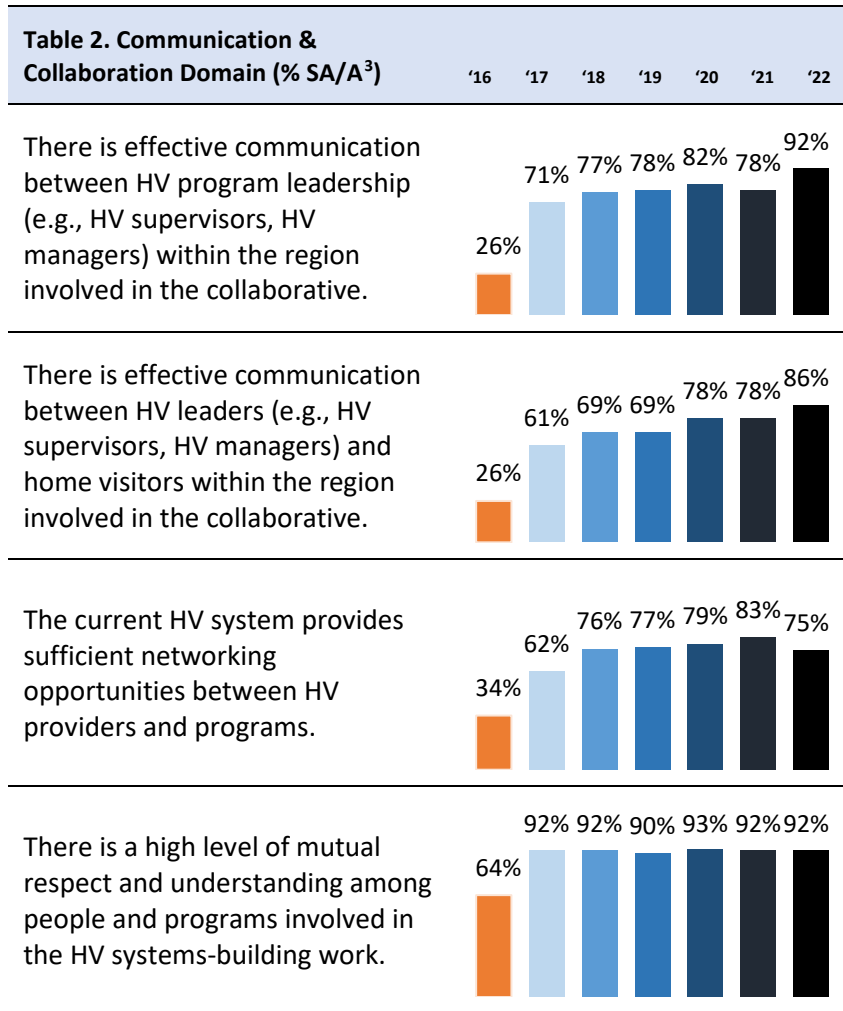 Table 2. Communication &
Collaboration Domain (% SA/A³) ‘16 ‘17 ‘18 ‘19 ‘20 ‘21 ‘22
There is effective communication
between HV program leadership
(e.g., HV supervisors, HV
managers) within the region
involved in the collaborative.
26% 71% 77% 78% 82% 78% 92%
There is effective communication
between HV leaders (e.g., HV
supervisors, HV managers) and
home visitors within the region
involved in the collaborative.
26% 61% 69% 69% 78% 78% 86%
The current HV system provides
sufficient networking
opportunities between HV
providers and programs.
34% 62% 76% 77% 79% 83% 75%
There is a high level of mutual
respect and understanding among
people and programs involved in
the HV systems-building work.
64% 92% 92% 90% 93% 92% 92%